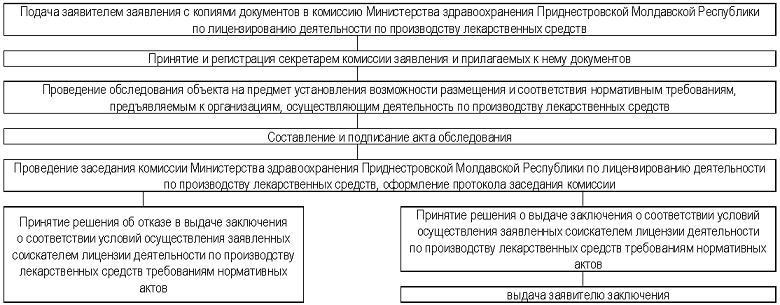 Подача заявителем заявления с копиями документов в комиссию Министерства здравоохранения Приднестровской Молдавской Республики
по лицензированию деятельности по производству лекарственных средств
Принятие и регистрация секретарем комиссии заявления и прилагаемых к нему документов
Проведение обследования объекта на предмет установления возможности размещения и соответствия нормативным требованиям,
предъявляемым к организациям, осуществляющим деятельность по производству лекарственных средств
Составление и подписание акта обследования
Проведение заседания комиссии Министерства здравоохранения Приднестровской Молдавской Республики по лицензированию деятельности
по производству лекарственных средств, оформление протокола заседания комиссии
Принятие решения об отказе в выдаче заключения
о соответствии условий осуществления заявленных
соискателем лицензии деятельности по производству
лекарственных средств требованиям нормативных
актов
Принятие решения о выдаче заключения о соответствии условий
осуществления заявленных соискателем лицензии деятельности
по производству лекарственных средств требованиям нормативных
актов
выдача заявителю заключения